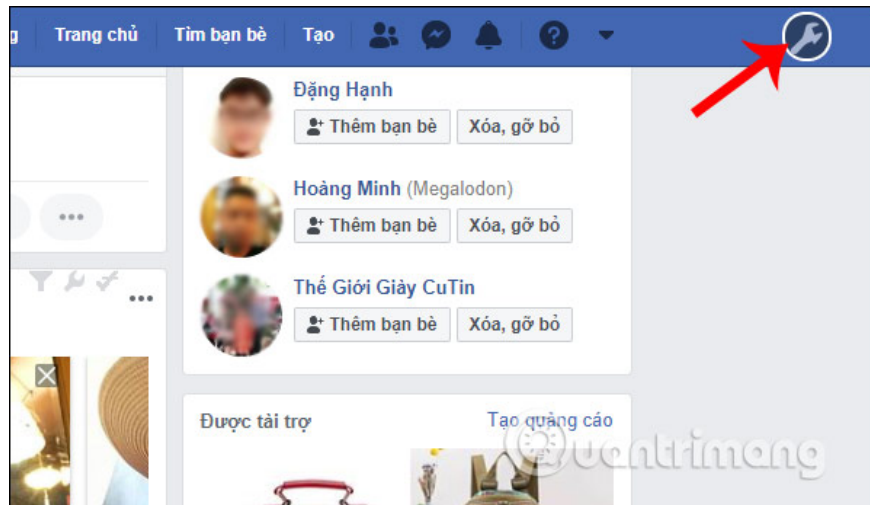 g Trang chủ Tìm bạn bè Tạo
Đặng Hạnh
Thêm bạn bè Xóa, gỡ bỏ
Hoàng Minh (Megalodon)
Thêm bạn bè Xóa, gỡ bỏ
Thế Giới Giày CuTin
Thêm bạn bè Xóa, gỡ bỏ
Được tài trợ Tạo quảng cáo
Quantrimang